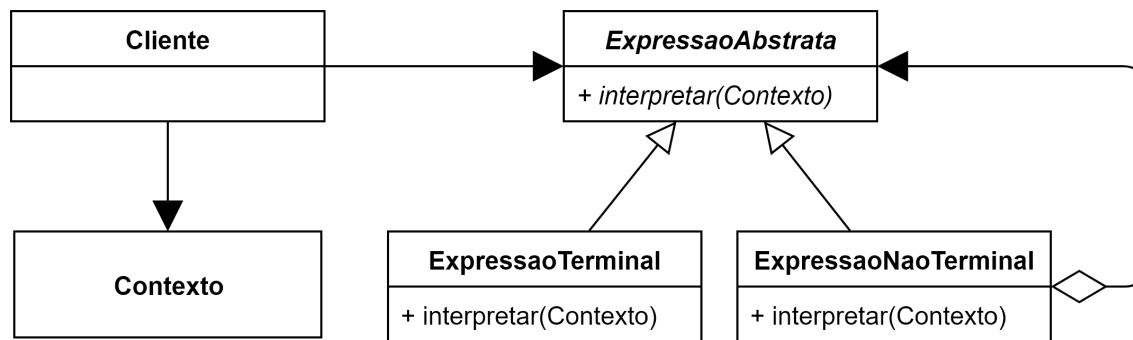 Cliente
ExpressaoAbstrata
+ interpretar(Contexto)
Contexto
ExpressaoTerminal
+ interpretar(Contexto)
ExpressaoNaoTerminal
+ interpretar(Contexto)